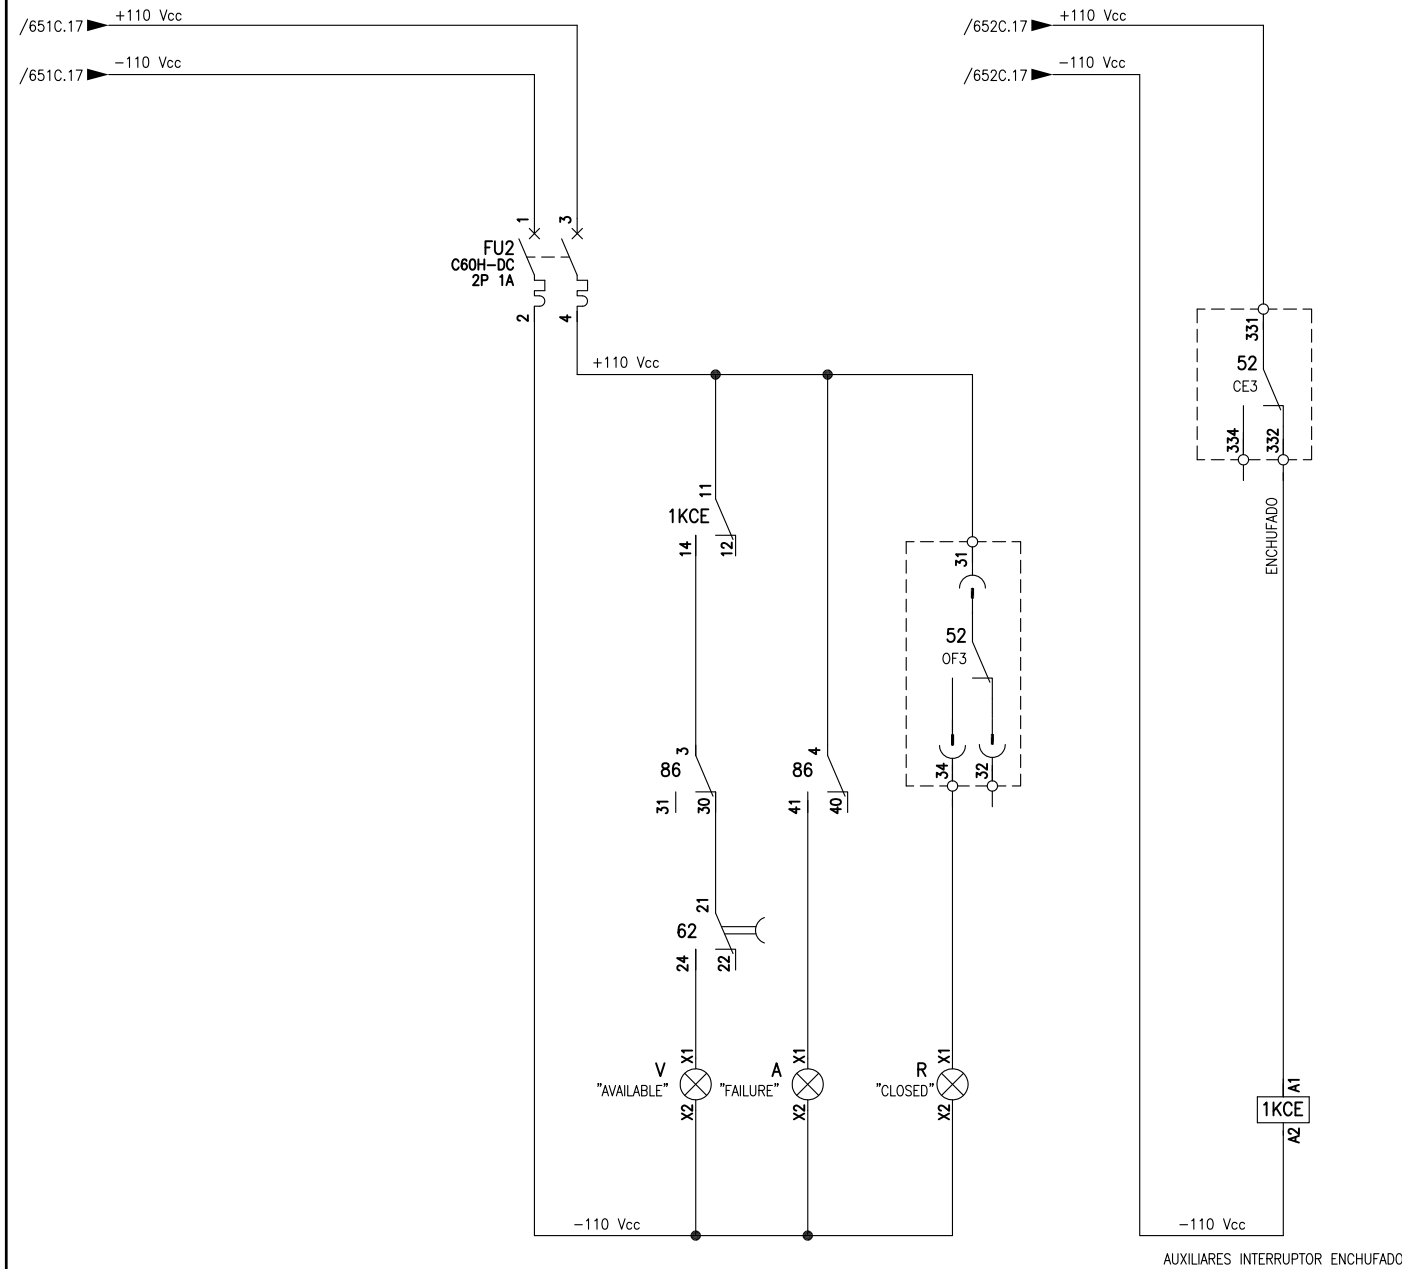 /651C.17 +110 Vcc
/651C.17 -110 Vcc
/652C.17 +110 Vcc
/652C.17 -110 Vcc
1 3
FU2
C60H-DC
2P 1A
2 4
+110 Vcc
331
52
CE3
334 332
ENCHUFADO
11
1KCE
14 12
31
52
OF3
34 32
3
86
31 30
4
86
41 40
21
62
24 22
V X1
"AVAILABLE"
X2
A X1
"FAILURE"
X2
R X1
"CLOSED"
X2
A1
1KCE
A2
-110 Vcc
-110 Vcc
AUXILIARES INTERRUPTOR ENCHUFADO